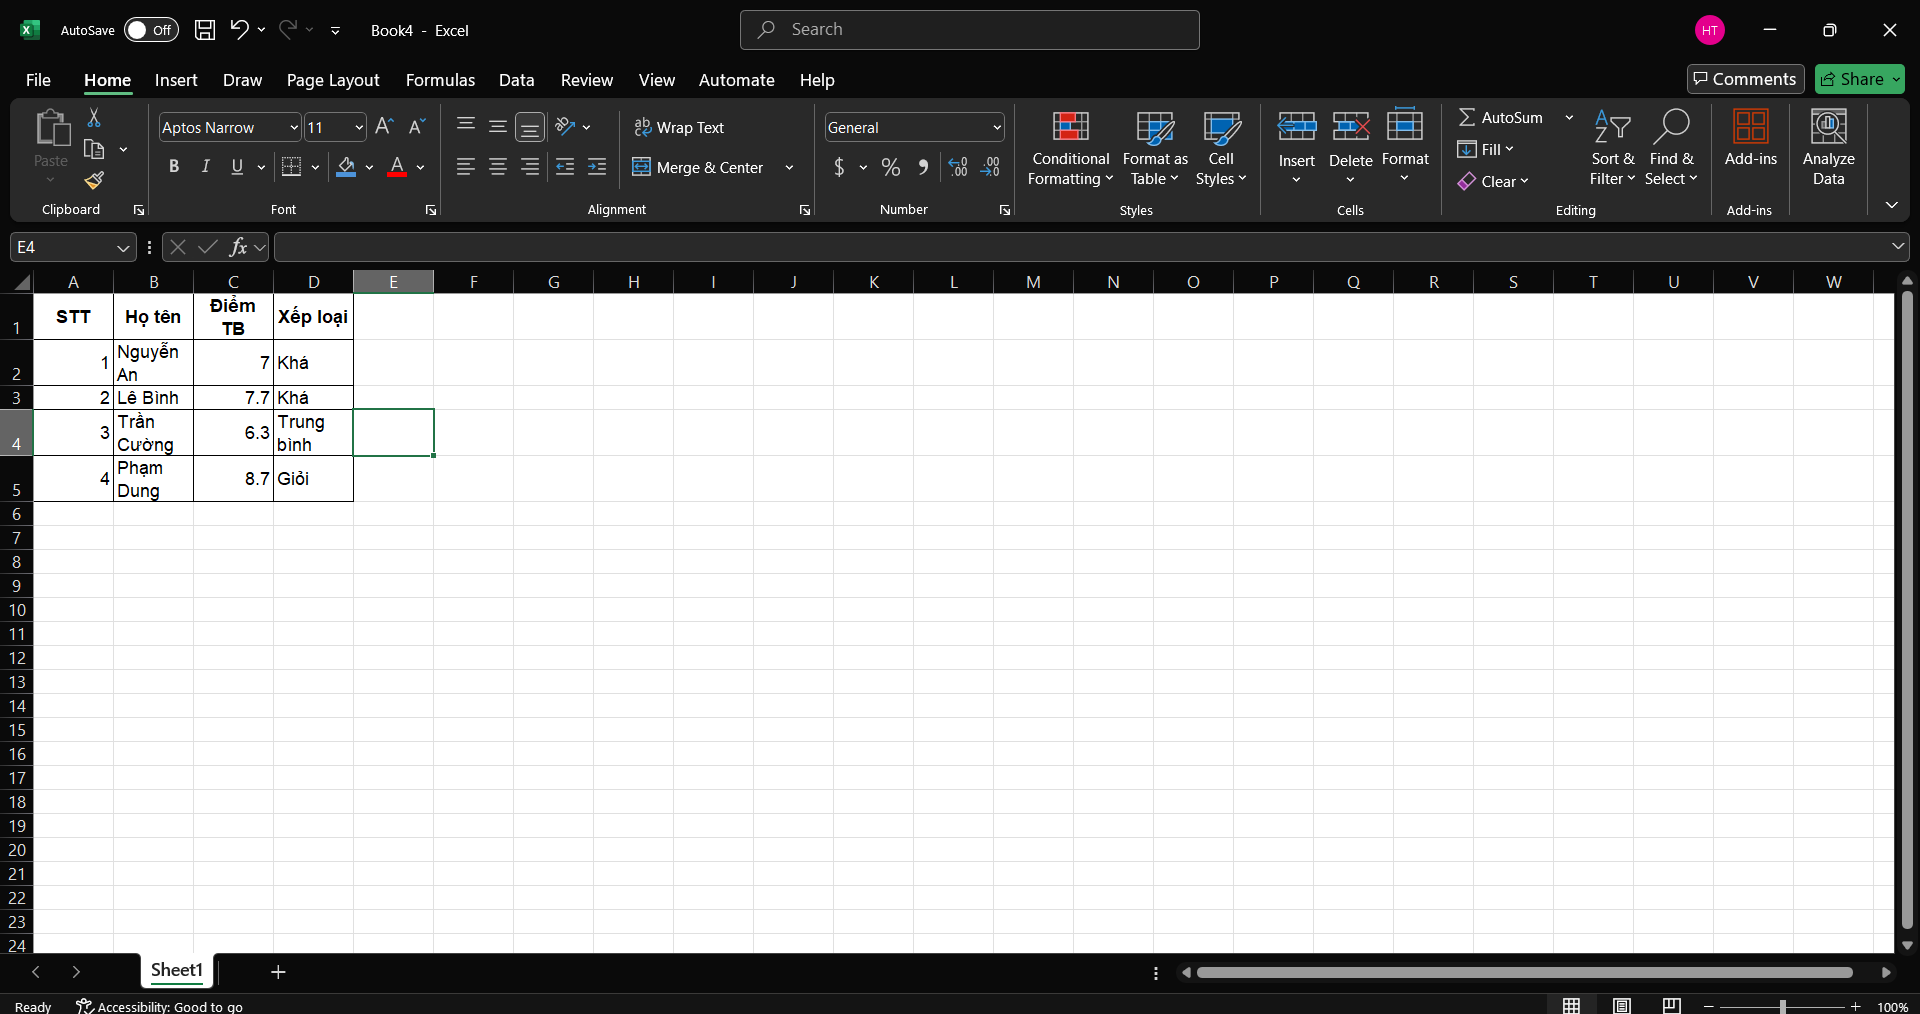 AutoSave Off Book4 - Excel Search HT
File Home Insert Draw Page Layout Formulas Data Review View Automate Help Comments Share
Paste
Clipboard
Aptos Narrow 11 A A
B I U A
Font
ab Wrap Text
Merge & Center
Alignment
General
$ % 9 .00 .00
Number
Conditional Formatting
Format as Table
Cell Styles
Styles
Insert
Delete
Format
Cells
AutoSum
Fill
Clear
Sort & Filter
Find & Select
Editing
Add-ins
Add-ins
Analyze Data
E4 fx
A B C D E F G H I J K L M N O P Q R S T U V W
1 STT Họ tên Điểm TB Xếp loại
2 1 Nguyễn An 7 Khá
3 2 Lê Bình 7.7 Khá
4 3 Trần Cường 6.3 Trung bình
5 4 Phạm Dung 8.7 Giỏi
6
7
8
9
10
11
12
13
14
15
16
17
18
19
20
21
22
23
24
Sheet1
Ready Accessibility: Good to go 100%